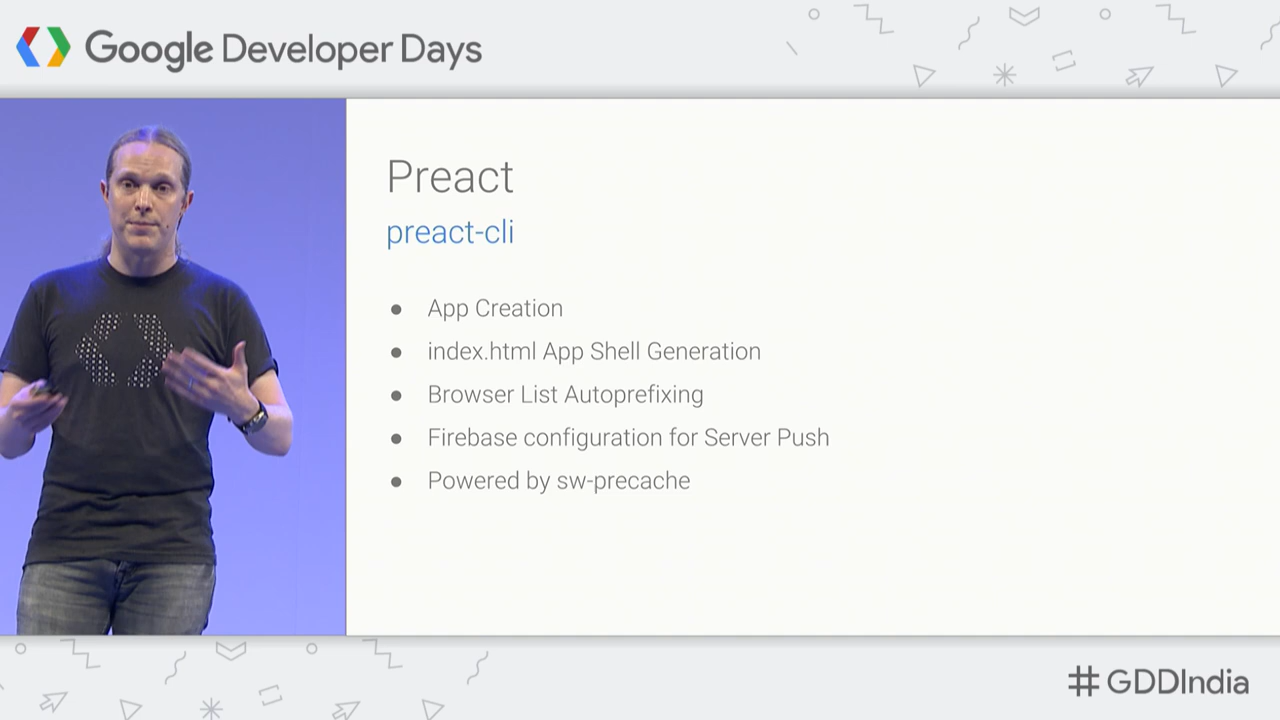 Google Developer Days
Preact
preact-cli
● App Creation
● index.html App Shell Generation
● Browser List Autoprefixing
● Firebase configuration for Server Push
● Powered by sw-precache
#GDDIndia